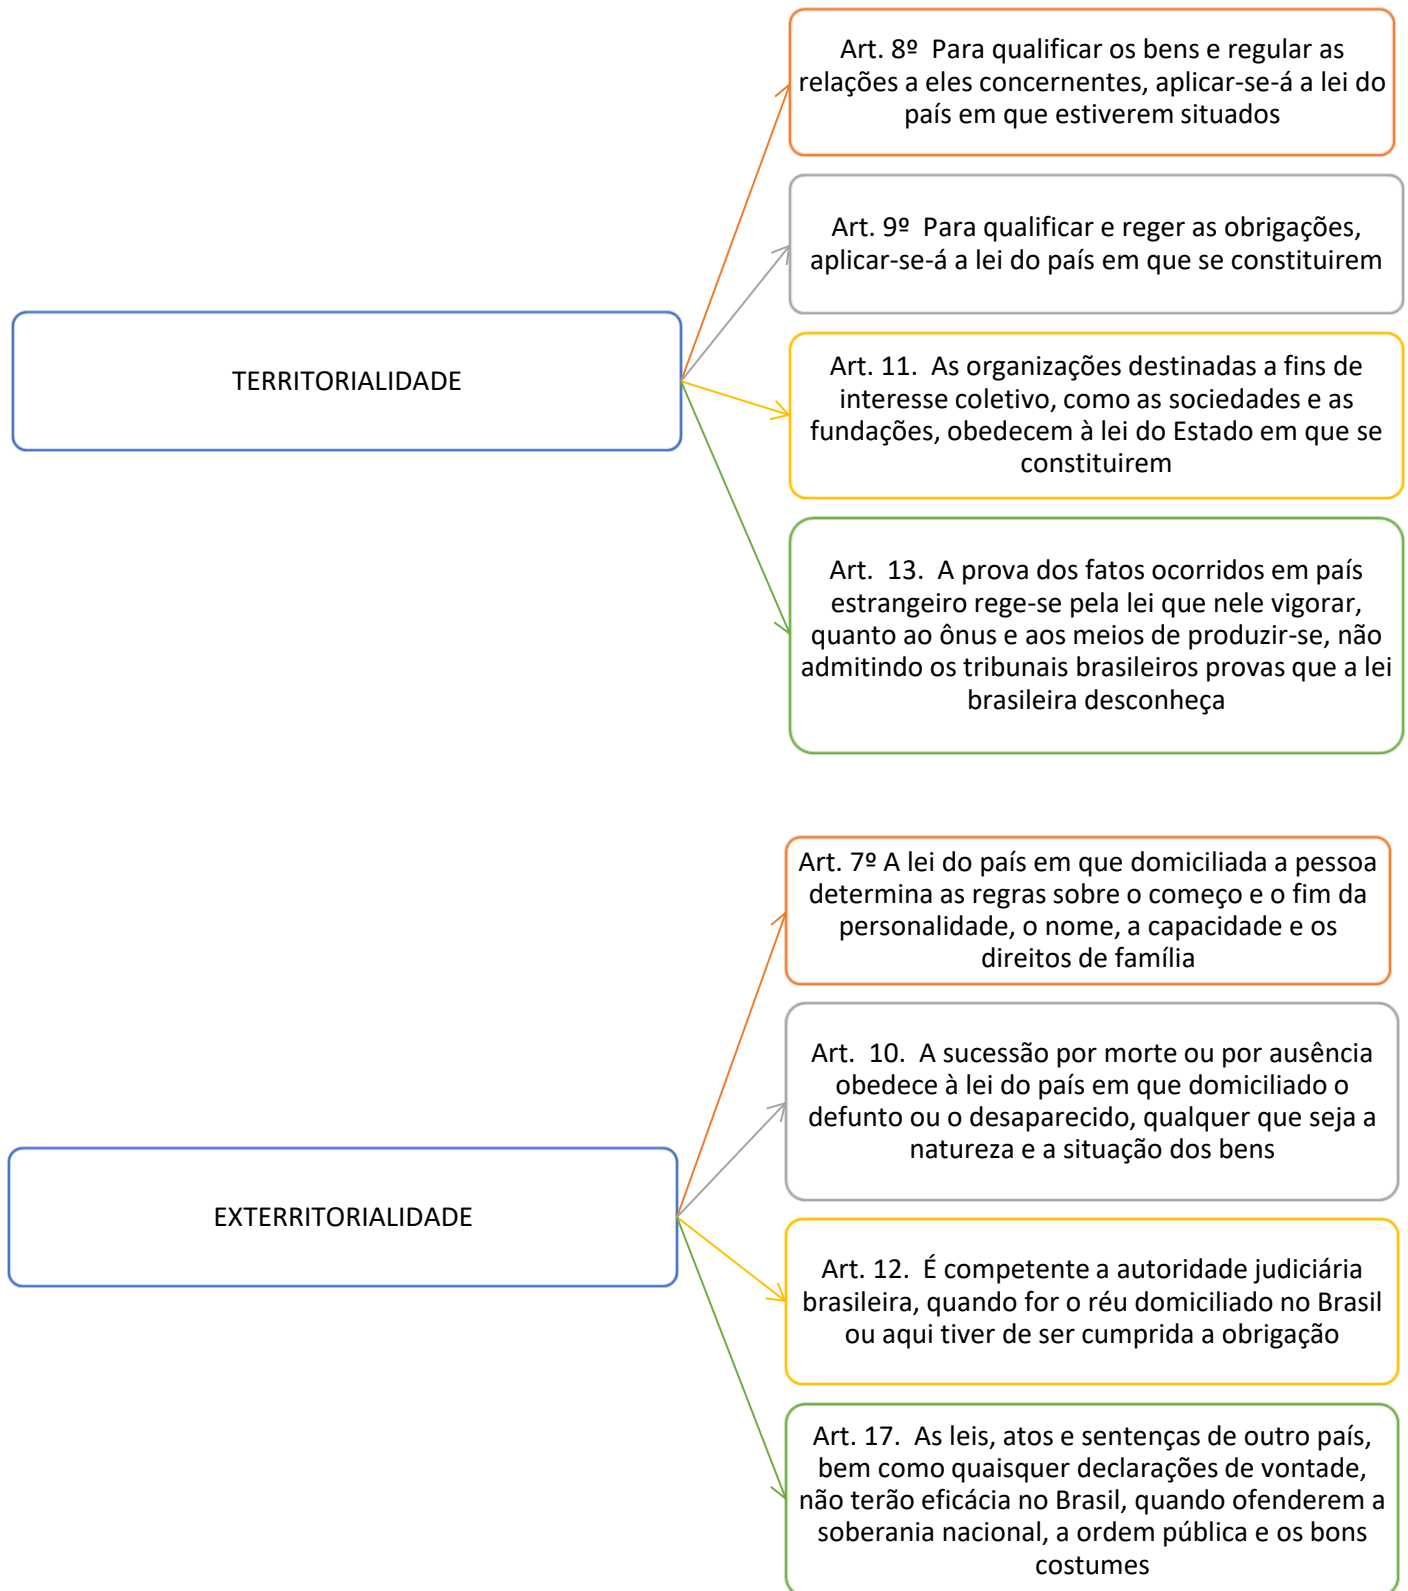 Art. 8º Para qualificar os bens e regular as
relações a eles concernentes, aplicar-se-á a lei do
país em que estiverem situados
Art. 9º Para qualificar e reger as obrigações,
aplicar-se-á a lei do país em que se constituirem
TERRITORIALIDADE
Art. 11. As organizações destinadas a fins de
interesse coletivo, como as sociedades e as
fundações, obedecem à lei do Estado em que se
constituirem
Art. 13. A prova dos fatos ocorridos em país
estrangeiro rege-se pela lei que nele vigorar,
quanto ao ônus e aos meios de produzir-se, não
admitindo os tribunais brasileiros provas que a lei
brasileira desconheça
Art. 7º A lei do país em que domiciliada a pessoa
determina as regras sobre o começo e o fim da
personalidade, o nome, a capacidade e os
direitos de família
Art. 10. A sucessão por morte ou por ausência
obedece à lei do país em que domiciliado o
defunto ou o desaparecido, qualquer que seja a
natureza e a situação dos bens
EXTERRITORIALIDADE
Art. 12. É competente a autoridade judiciária
brasileira, quando for o réu domiciliado no Brasil
ou aqui tiver de ser cumprida a obrigação
Art. 17. As leis, atos e sentenças de outro país,
bem como quaisquer declarações de vontade,
não terão eficácia no Brasil, quando ofenderem a
soberania nacional, a ordem pública e os bons
costumes